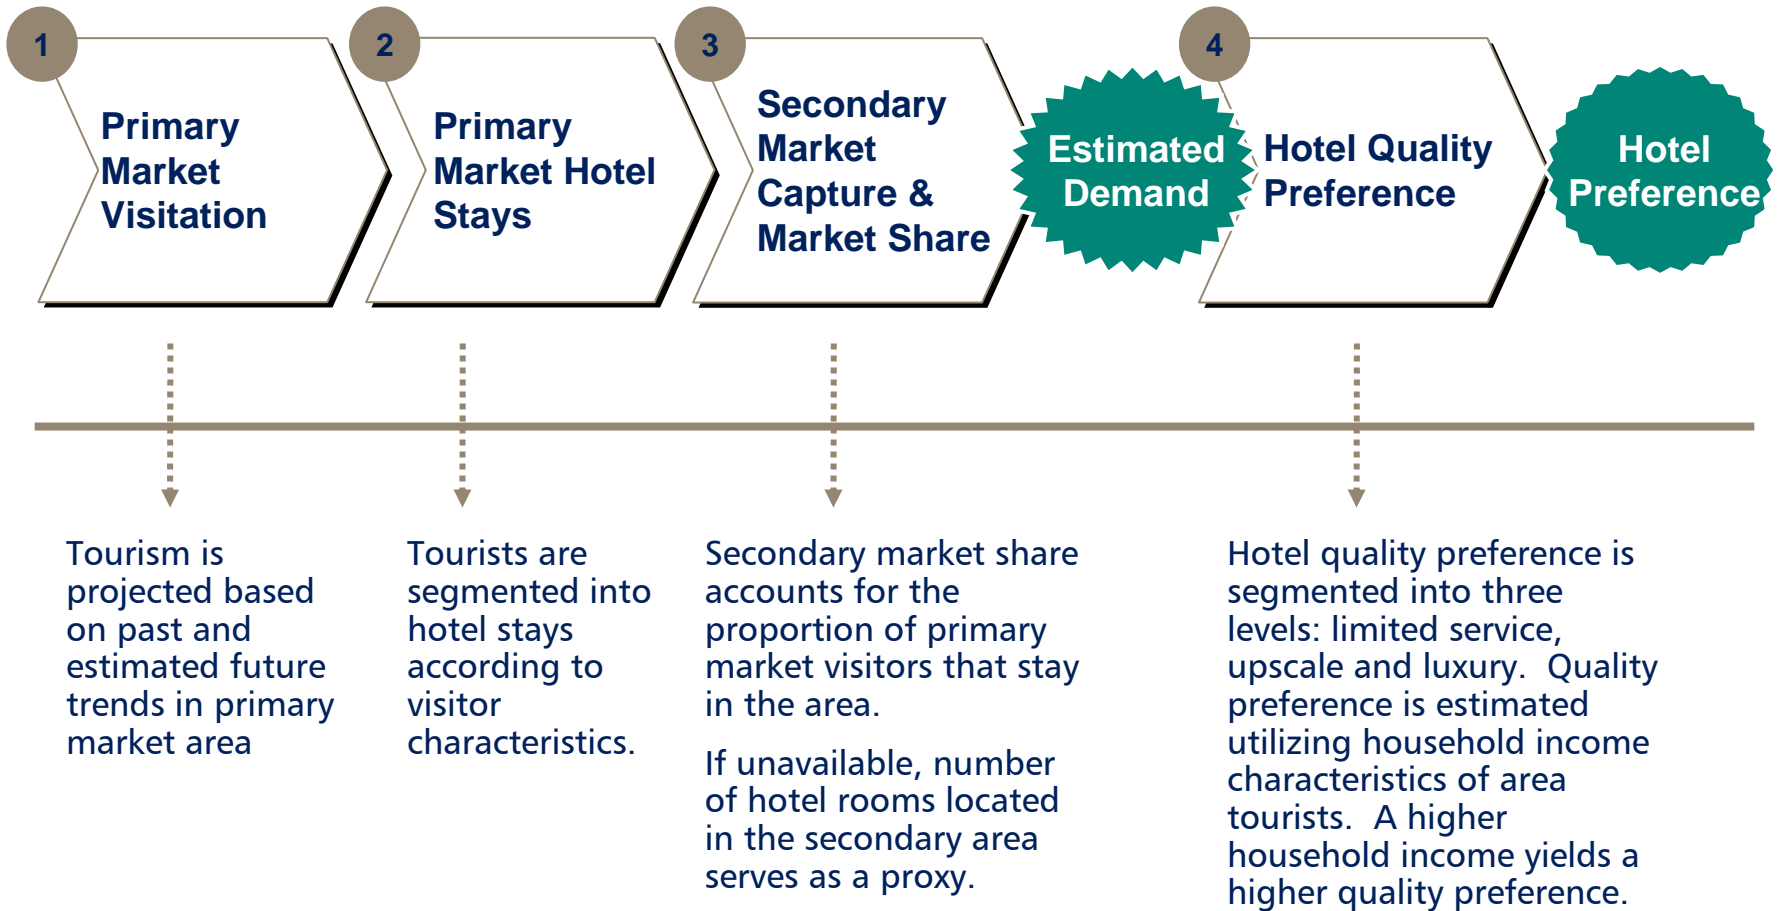 1
Primary
Market
Visitation
2
Primary
Market Hotel
Stays
3
Secondary
Market
Capture &
Market Share
Estimated
Demand
4
Hotel Quality
Preference
Hotel
Preference
Tourism is
projected based
on past and
estimated future
trends in primary
market area
Tourists are
segmented into
hotel stays
according to
visitor
characteristics.
Secondary market share
accounts for the
proportion of primary
market visitors that stay
in the area.
If unavailable, number
of hotel rooms located
in the secondary area
serves as a proxy.
Hotel quality preference is
segmented into three
levels: limited service,
upscale and luxury.  Quality
preference is estimated
utilizing household income
characteristics of area
tourists.  A higher
household income yields a
higher quality preference.